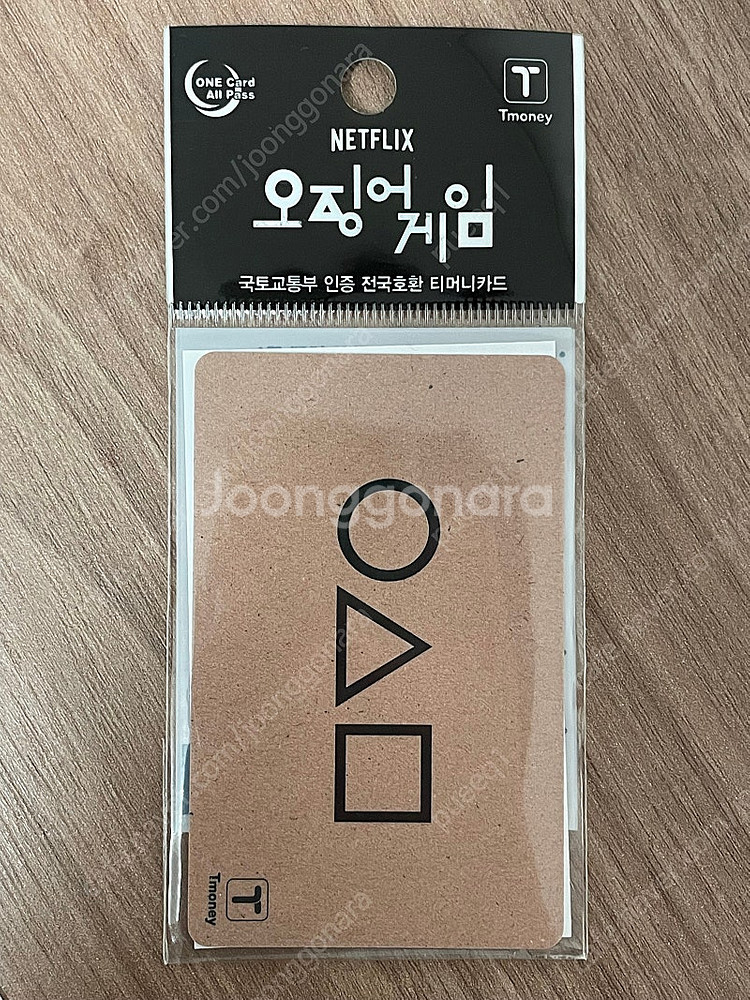 ONE Card
All Pass
Tmoney
NETFLIX
오징어게임
국토교통부 인증 전국호환 티머니카드
Joonggonara
Tmoney